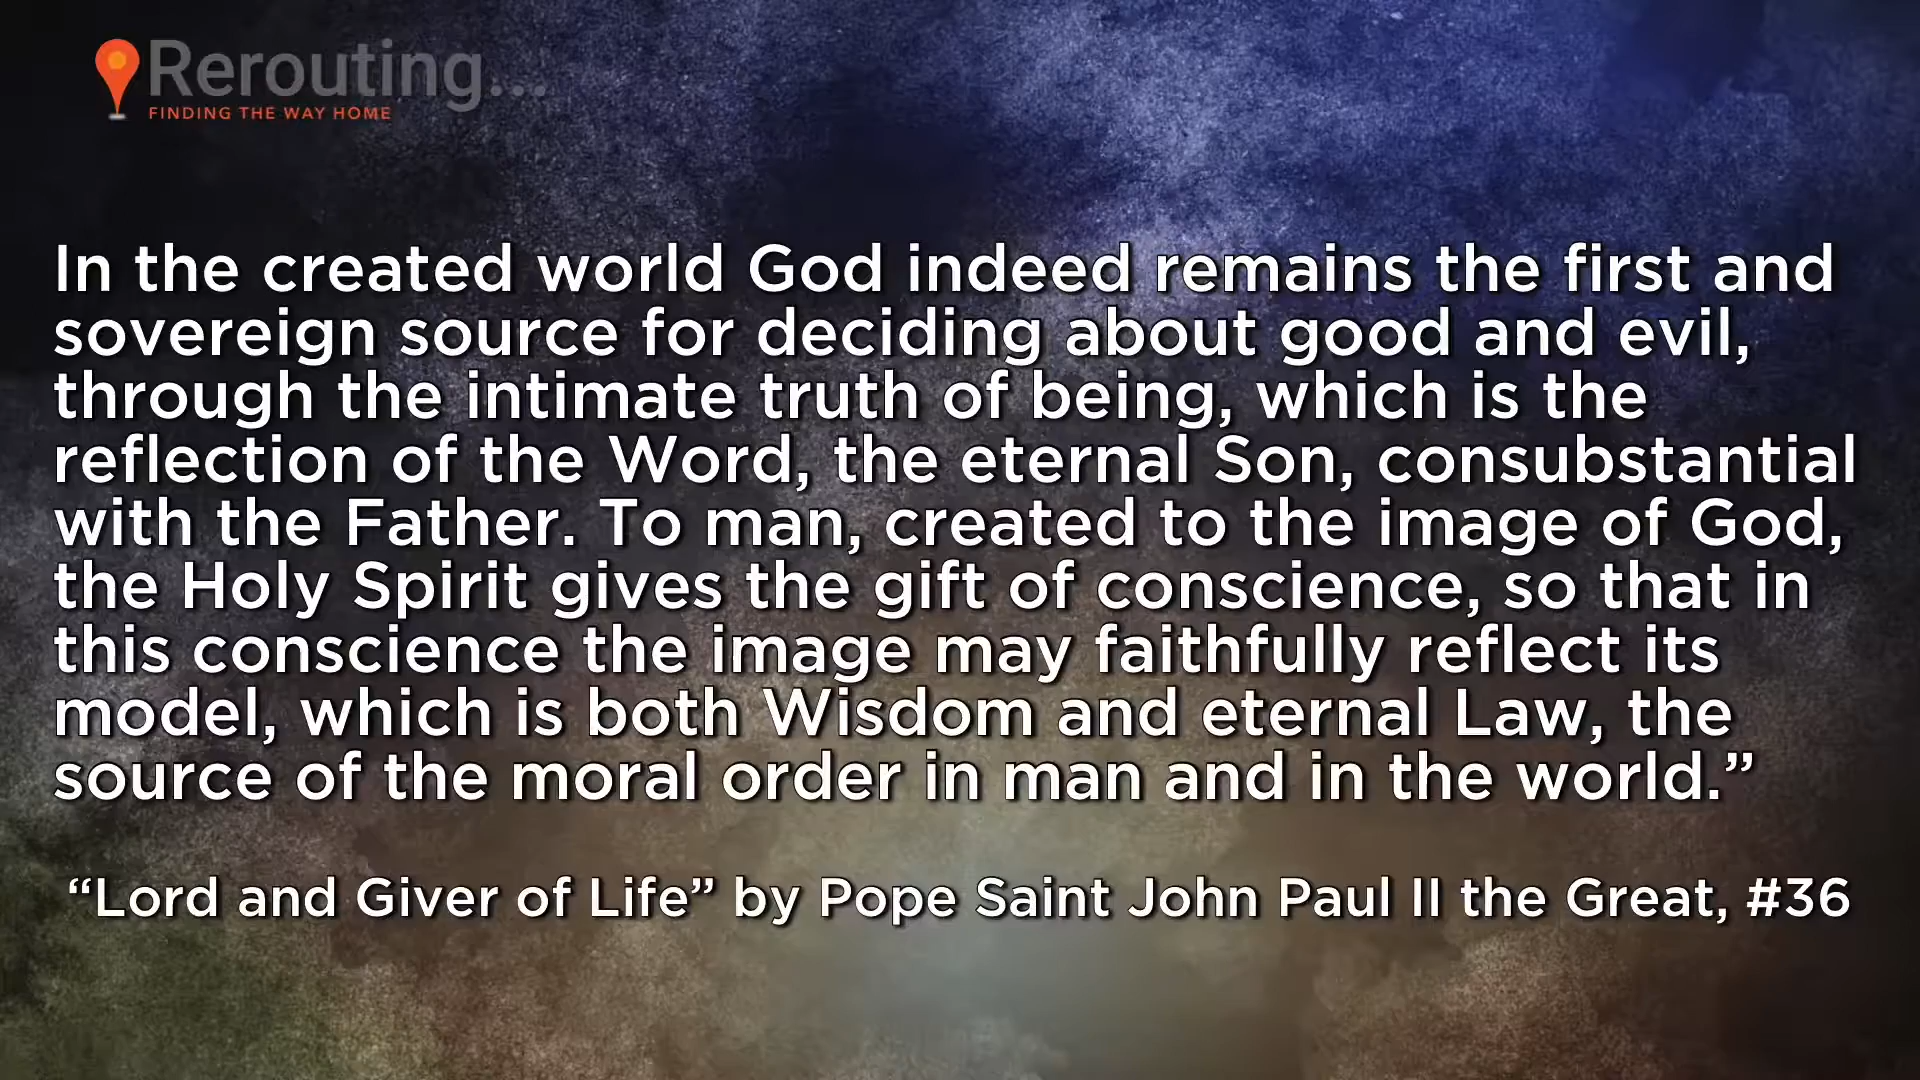 Rerouting...
FINDING THE WAY HOME
In the created world God indeed remains the first and
sovereign source for deciding about good and evil,
through the intimate truth of being, which is the
reflection of the Word, the eternal Son, consubstantial
with the Father. To man, created to the image of God,
the Holy Spirit gives the gift of conscience, so that in
this conscience the image may faithfully reflect its
model, which is both Wisdom and eternal Law, the
source of the moral order in man and in the world.”
“Lord and Giver of Life” by Pope Saint John Paul II the Great, #36